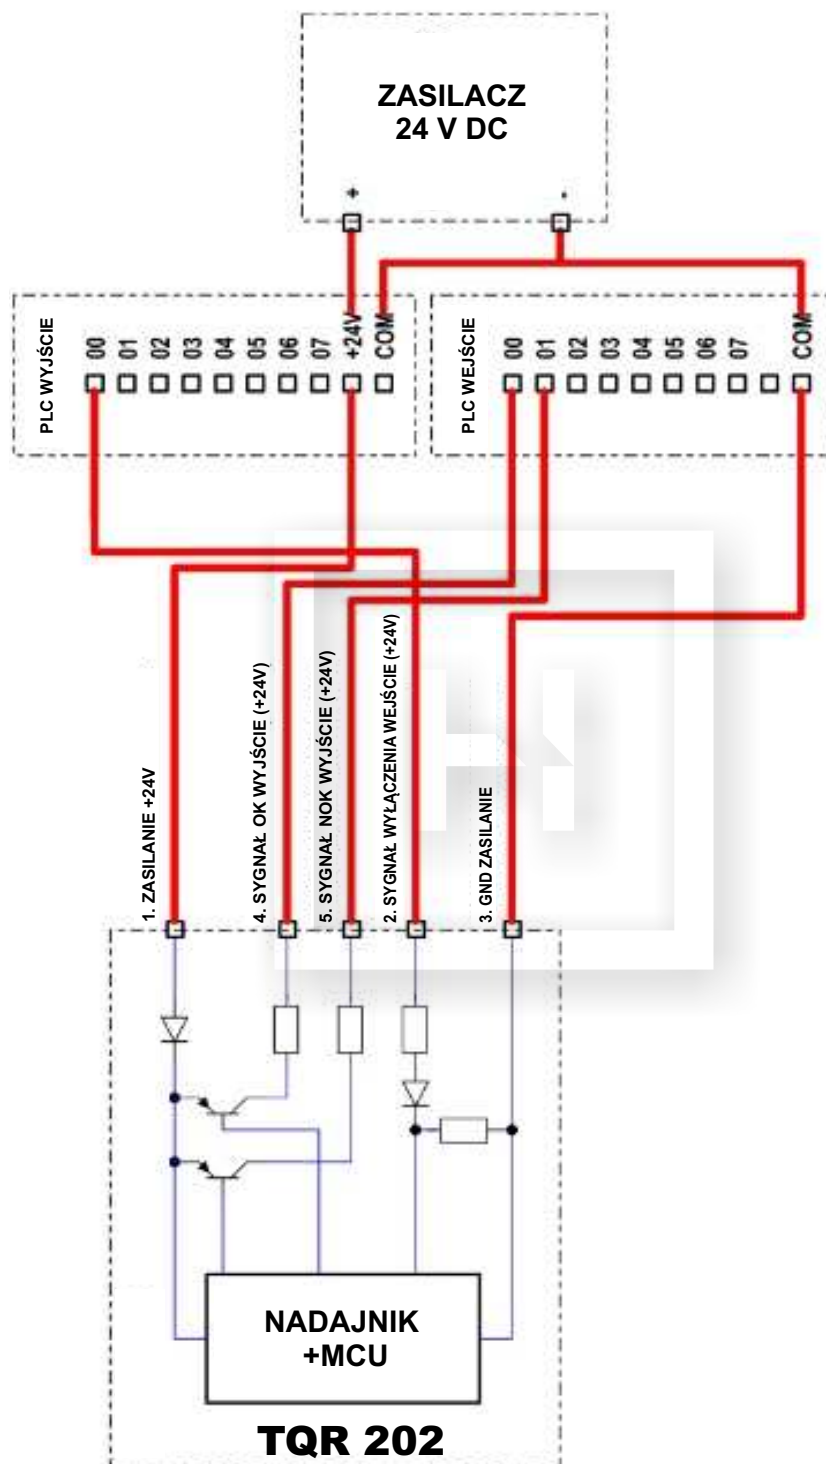 ZASILACZ
24 V DC
+
-
PLC WYJŚCIE
00
01
02
03
04
05
06
07
+24V
COM
PLC WEJŚCIE
00
01
02
03
04
05
06
07
COM
1. ZASILANIE +24V
4. SYGNAŁ OK WYJŚCIE (+24V)
5. SYGNAŁ NOK WYJŚCIE (+24V)
2. SYGNAŁ WYŁĄCZENIA WEJŚCIE (+24V)
3. GND ZASILANIE
NADAJNIK
+MCU
TQR 202